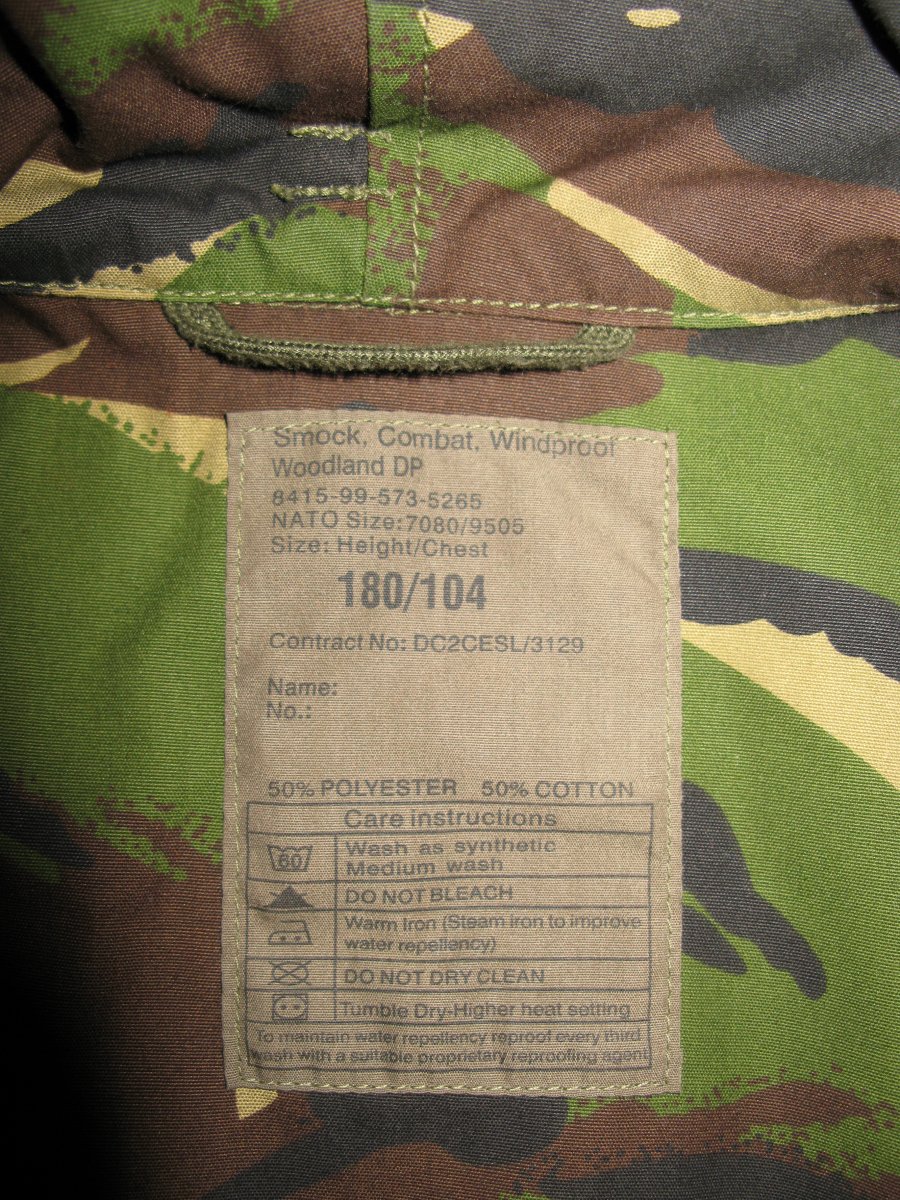 Smock, Combat, Windproof
Woodland DP
8415-99-573-5265
NATO Size:7080/9505
Size: Height/Chest
180/104
Contract No: DC2CESL/3129
Name:
No.:
50% POLYESTER 50% COTTON
Care instructions
60
Wash as synthetic
Medium wash
DO NOT BLEACH
Warm Iron (Steam iron to improve
water repellency)
DO NOT DRY CLEAN
Tumble Dry-Higher heat setting
To maintain water repellency reproof every third
wash with a suitable proprietary reproofing agent